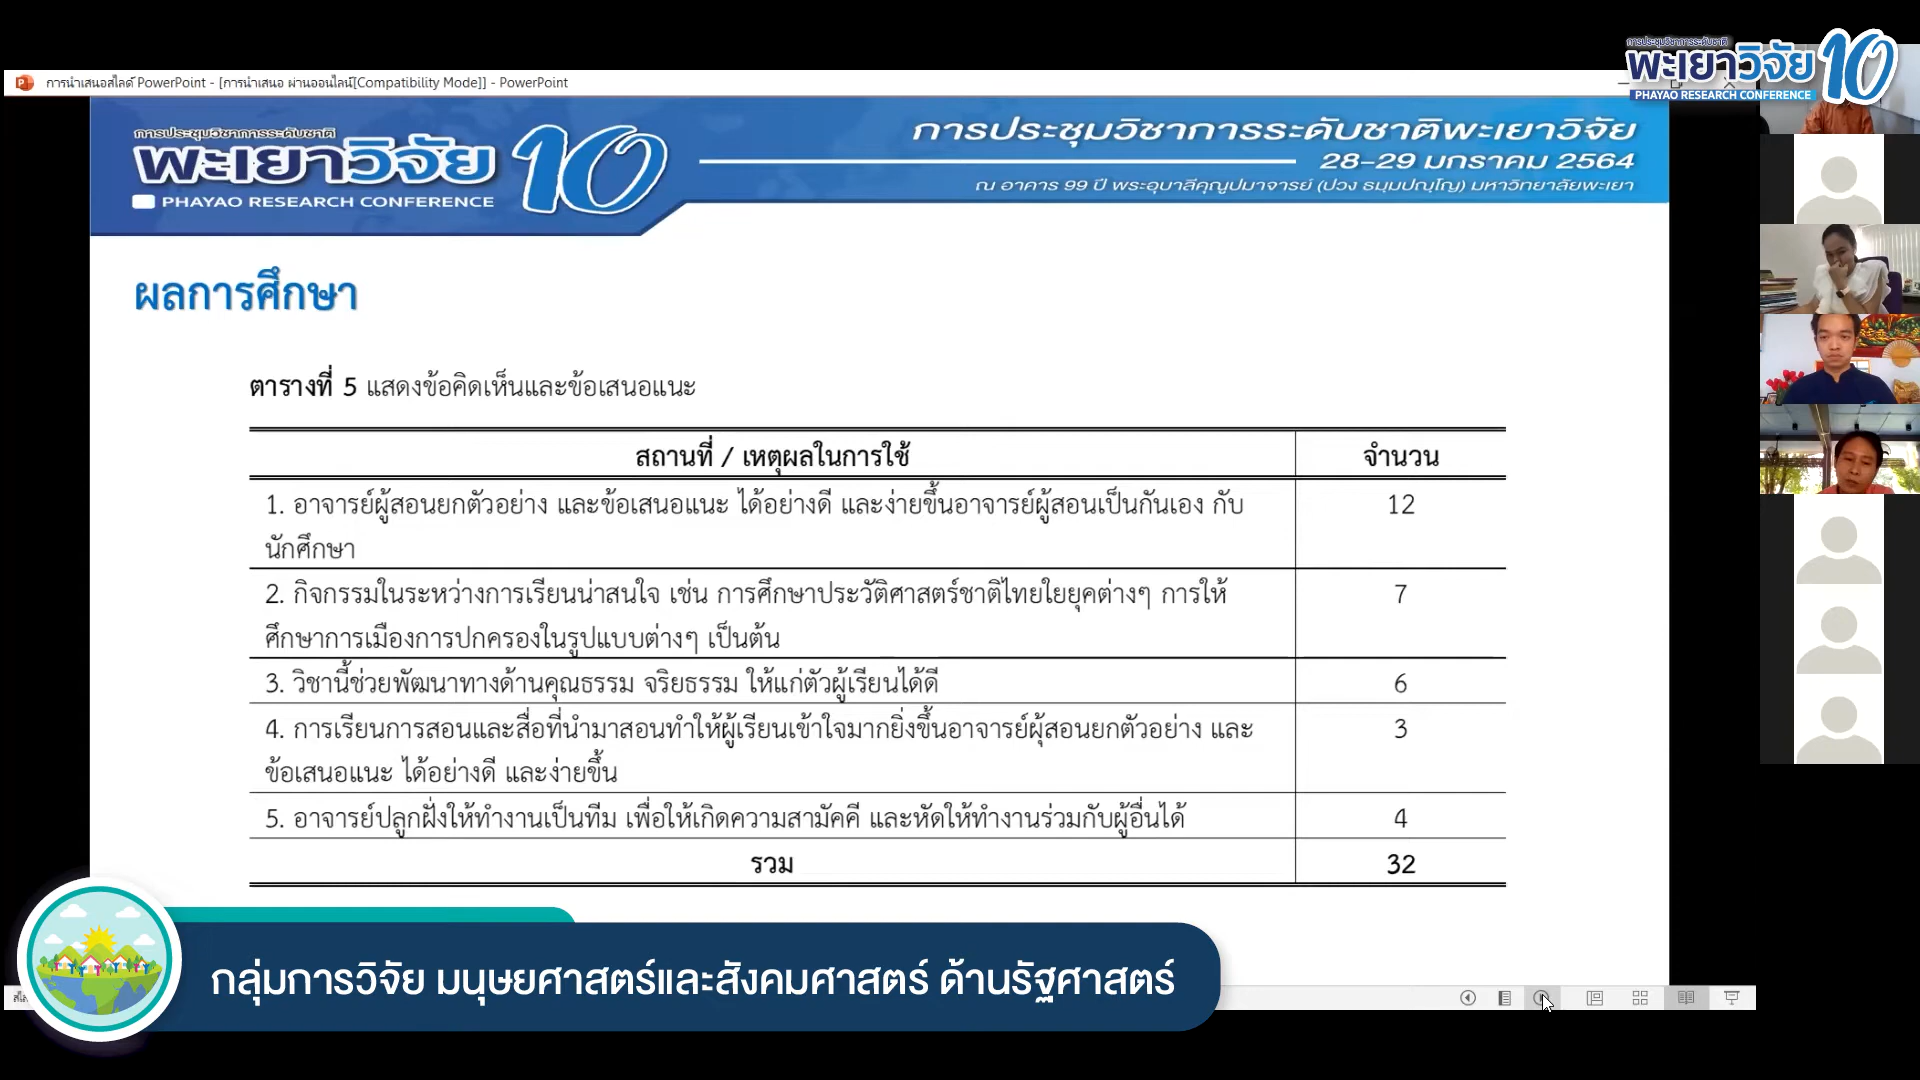 การประชุมวิชาการระดับชาติ
พะเยาวิจัย 10
PHAYAO RESEARCH CONFERENCE
การนำเสนอสไลด์ PowerPoint - [การนำเสนอ ผ่านออนไลน์[Compatibility Mode]] - PowerPoint
การประชุมวิชาการระดับชาติ
พะเยาวิจัย 10
PHAYAO RESEARCH CONFERENCE
การประชุมวิชาการระดับชาติพะเยาวิจัย
28-29 มกราคม 2564
ณ อาคาร 99 ปี พระอุบาลีคุณูปมาจารย์ (ปวง ธมฺมปญฺโญ) มหาวิทยาลัยพะเยา
ผลการศึกษา
ตารางที่ 5 แสดงข้อคิดเห็นและข้อเสนอแนะ
สถานที่ / เหตุผลในการใช้ จำนวน
1. อาจารย์ผู้สอนยกตัวอย่าง และข้อเสนอแนะ ได้อย่างดี และง่ายขึ้นอาจารย์ผู้สอนเป็นกันเอง กับ 12
นักศึกษา
2. กิจกรรมในระหว่างการเรียนน่าสนใจ เช่น การศึกษาประวัติศาสตร์ชาติไทยใยยุคต่างๆ การให้ 7
ศึกษาการเมืองการปกครองในรูปแบบต่างๆ เป็นต้น
3. วิชานี้ช่วยพัฒนาทางด้านคุณธรรม จริยธรรม ให้แก่ตัวผู้เรียนได้ดี 6
4. การเรียนการสอนและสื่อที่นำมาสอนทำให้ผู้เรียนเข้าใจมากยิ่งขึ้นอาจารย์ผุ้สอนยกตัวอย่าง และ 3
ข้อเสนอแนะ ได้อย่างดี และง่ายขึ้น
5. อาจารย์ปลูกฝั่งให้ทำงานเป็นทีม เพื่อให้เกิดความสามัคคี และหัดให้ทำงานร่วมกับผู้อื่นได้ 4
รวม 32
กลุ่มการวิจัย มนุษยศาสตร์และสังคมศาสตร์ ด้านรัฐศาสตร์